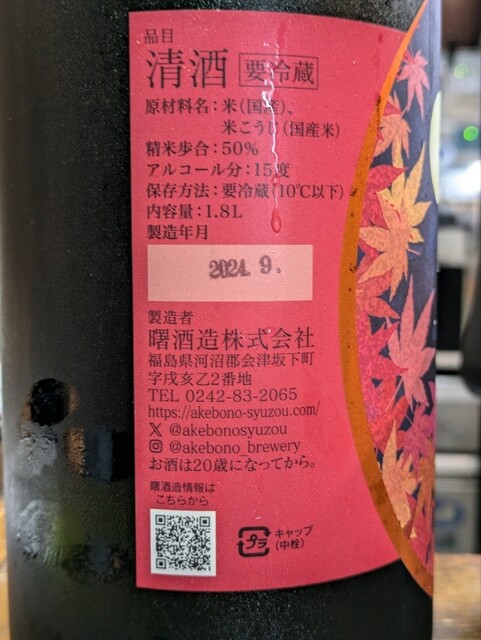 品目
清酒 要冷蔵
原材料名：米（国産）、
米こうじ（国産米）
精米歩合：50%
アルコール分：15度
保存方法：要冷蔵（10℃以下）
内容量：1.8L
製造年月
2024. 9.
製造者
曙酒造株式会社
福島県河沼郡会津坂下町
字戌亥乙2番地
TEL 0242-83-2065
https://akebono-syuzou.com/
@akebonosyuzou
@akebono_brewery
お酒は20歳になってから。
曙酒造情報は
こちらから
プラ
キャップ
（中栓）